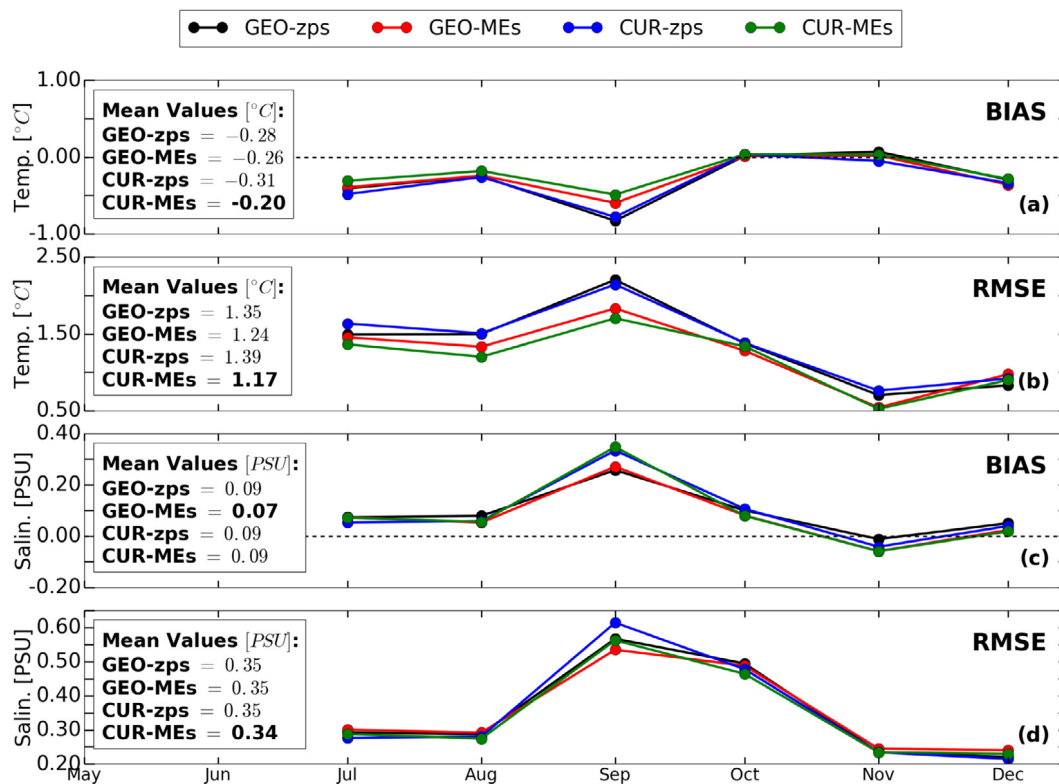 GEO-zps GEO-MEs CUR-zps CUR-MEs
1.00
0.00
-1.00
Temp. [°C]
Mean Values [°C]:
GEO-zps = −0.28
GEO-MEs = −0.26
CUR-zps = −0.31
CUR-MEs = -0.20
BIAS
(a)
2.50
1.50
0.50
Temp. [°C]
Mean Values [°C]:
GEO-zps = 1.35
GEO-MEs = 1.24
CUR-zps = 1.39
CUR-MEs = 1.17
RMSE
(b)
0.40
0.20
0.00
-0.20
Salin. [PSU]
Mean Values [PSU]:
GEO-zps = 0.09
GEO-MEs = 0.07
CUR-zps = 0.09
CUR-MEs = 0.09
BIAS
(c)
0.60
0.50
0.40
0.30
0.20
Salin. [PSU]
Mean Values [PSU]:
GEO-zps = 0.35
GEO-MEs = 0.35
CUR-zps = 0.35
CUR-MEs = 0.34
RMSE
(d)
May Jun Jul Aug Sep Oct Nov Dec